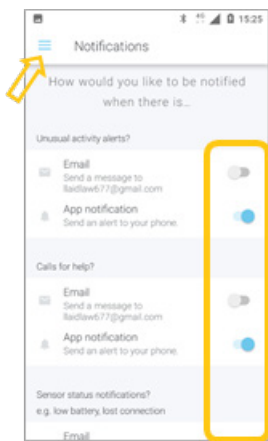 4G 15:25
Notifications
How would you like to be notified
when there is...
Unusual activity alerts?
Email
Send a message to
llaidlaw677@gmail.com
App notification
Send an alert to your phone.
Calls for help?
Email
Send a message to
llaidlaw677@gmail.com
App notification
Send an alert to your phone.
Sensor status notifications?
e.g. low battery, lost connection
Email